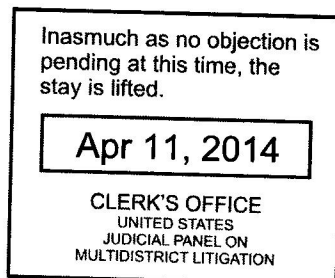 Inasmuch as no objection is
pending at this time, the
stay is lifted.
Apr 11, 2014
CLERK'S OFFICE
UNITED STATES
JUDICIAL PANEL ON
MULTIDISTRICT LITIGATION